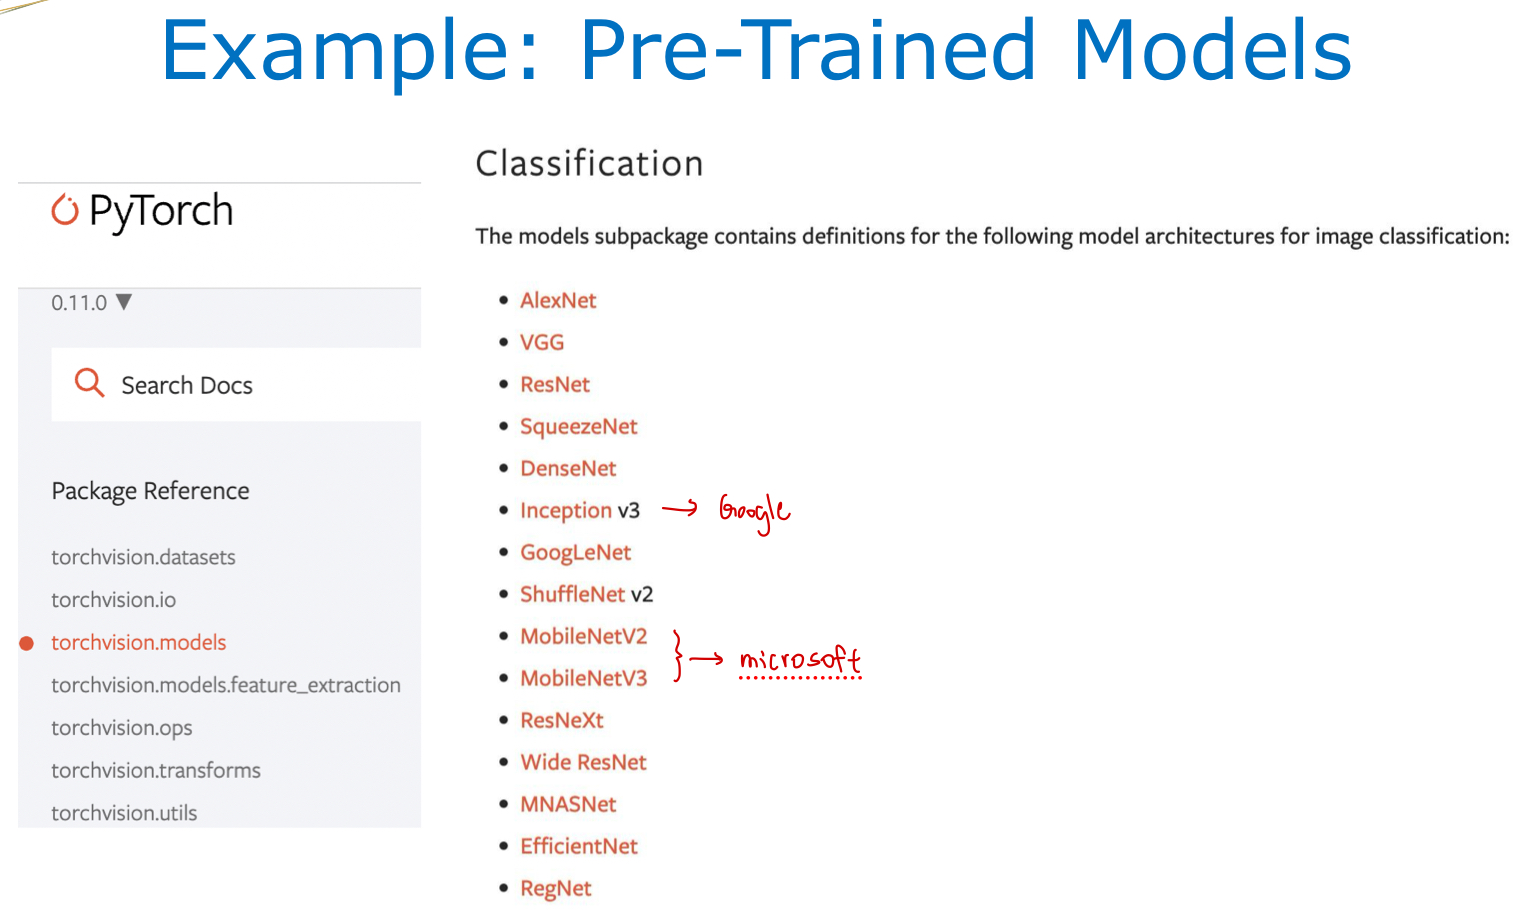 Example: Pre-Trained Models
PyTorch
0.11.0 ▼
Search Docs
Package Reference
torchvision.datasets
torchvision.io
torchvision.models
torchvision.models.feature_extraction
torchvision.ops
torchvision.transforms
torchvision.utils
Classification
The models subpackage contains definitions for the following model architectures for image classification:
• AlexNet
• VGG
• ResNet
• SqueezeNet
• DenseNet
• Inception v3 → Google
• GoogLeNet
• ShuffleNet v2
• MobileNetV2
• MobileNetV3
} → microsoft
• ResNeXt
• Wide ResNet
• MNASNet
• EfficientNet
• RegNet